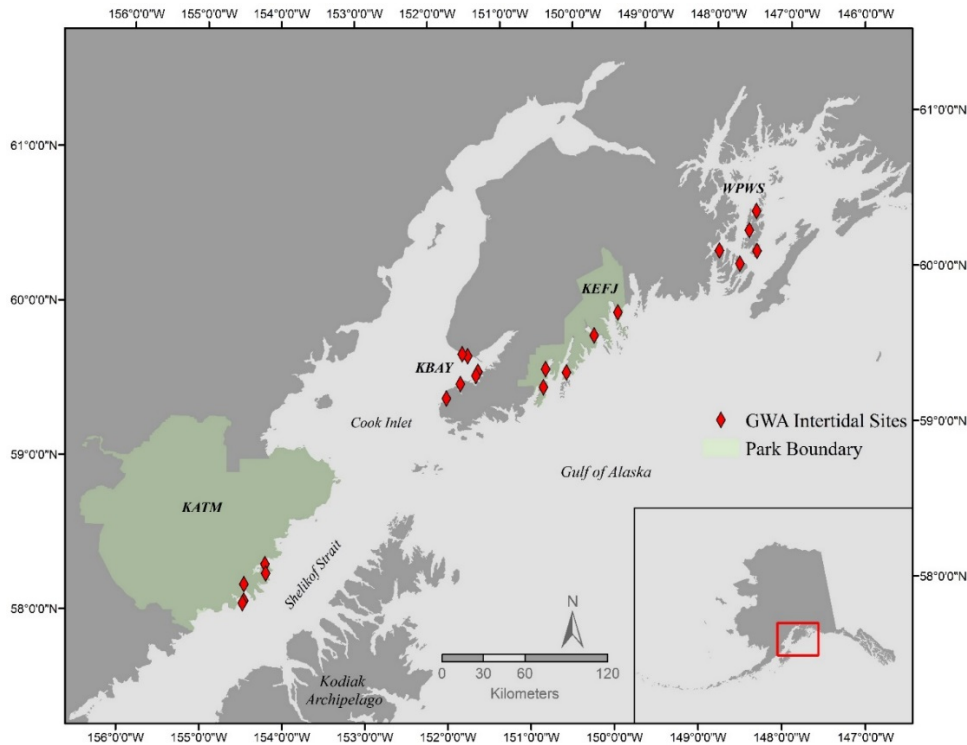 156°0'0"W 155°0'0"W 154°0'0"W 153°0'0"W 152°0'0"W 151°0'0"W 150°0'0"W 149°0'0"W 148°0'0"W 147°0'0"W 146°0'0"W
61°0'0"N
61°0'0"N
WPWS
60°0'0"N
60°0'0"N
KEFJ
KBAY
Cook Inlet
59°0'0"N
GWA Intertidal Sites
Park Boundary
59°0'0"N
Gulf of Alaska
KATM
Shelikof Strait
58°0'0"N
58°0'0"N
N
0 30 60 120
Kilometers
Kodiak
Archipelago
156°0'0"W 155°0'0"W 154°0'0"W 153°0'0"W 152°0'0"W 151°0'0"W 150°0'0"W 149°0'0"W 148°0'0"W 147°0'0"W